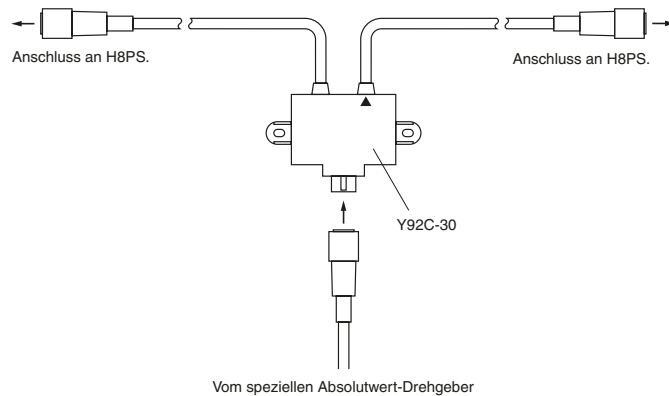 Anschluss an H8PS.
Anschluss an H8PS.
Y92C-30
Vom speziellen Absolutwert-Drehgeber